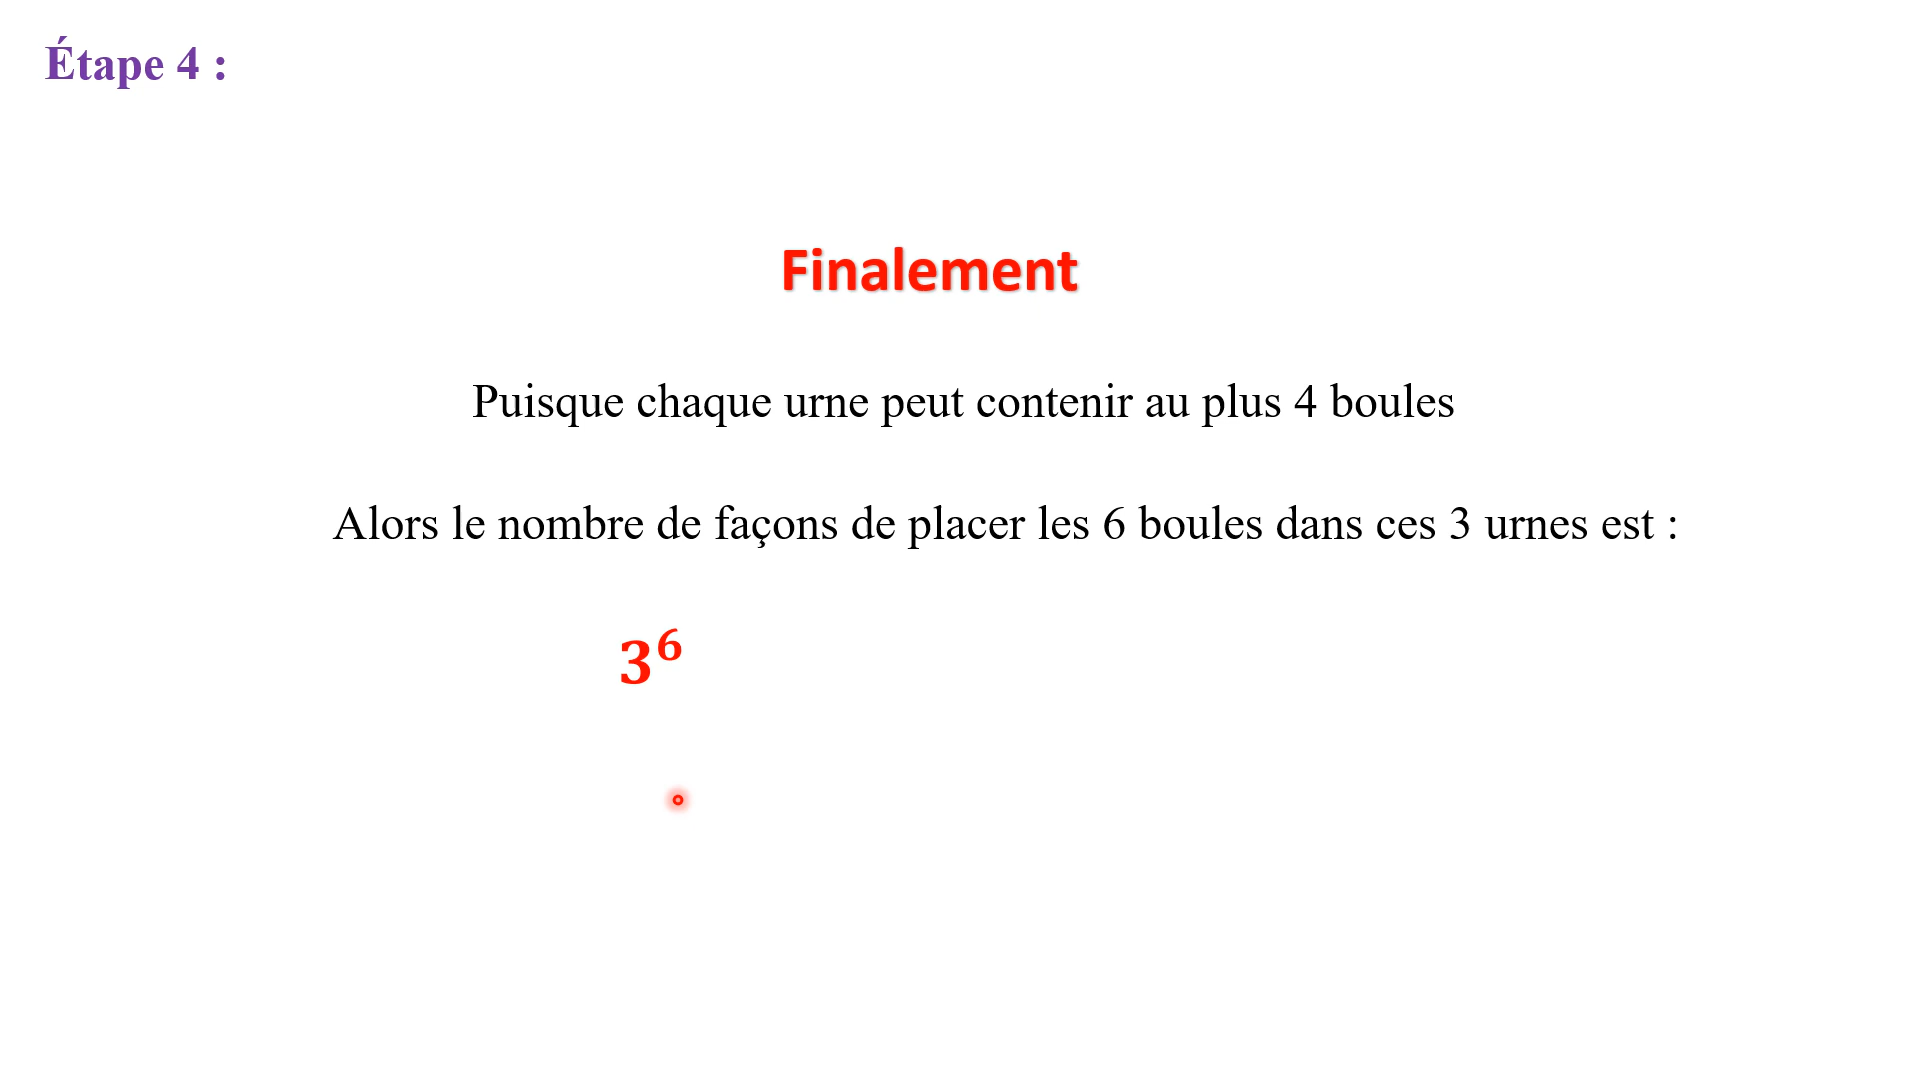 Étape 4 :
Finalement
Puisque chaque urne peut contenir au plus 4 boules
Alors le nombre de façons de placer les 6 boules dans ces 3 urnes est :
3⁶